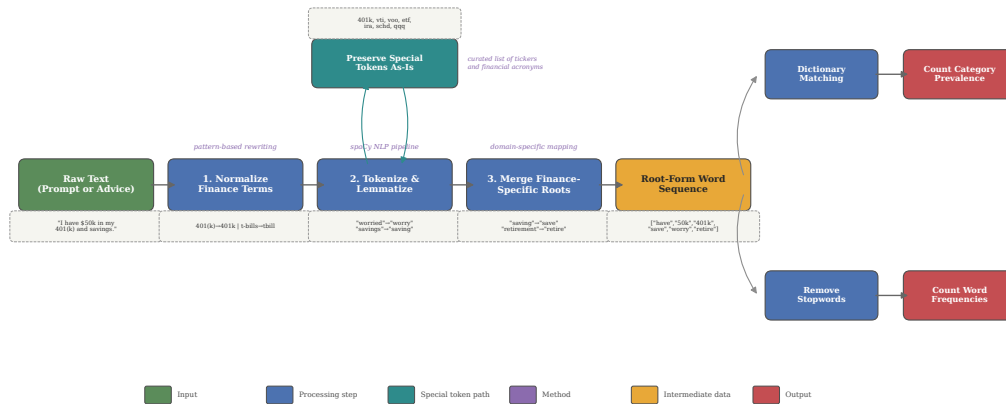 401k, vti, voo, etf,
ira, schd, qqq
Preserve Special
Tokens As-Is
curated list of tickers
and financial acronyms
Dictionary
Matching
Count Category
Prevalence
pattern-based rewriting
spaCy NLP pipeline
domain-specific mapping
Raw Text
(Prompt or Advice)
1. Normalize
Finance Terms
2. Tokenize &
Lemmatize
3. Merge Finance-
Specific Roots
Root-Form Word
Sequence
"I have $50k in my
401(k) and savings."
401(k)→401k | t-bills→tbill
"worried"→"worry"
"savings"→"saving"
"saving"→"save"
"retirement"→"retire"
["have","50k","401k",
"save","worry","retire"]
Remove
Stopwords
Count Word
Frequencies
Input
Processing step
Special token path
Method
Intermediate data
Output